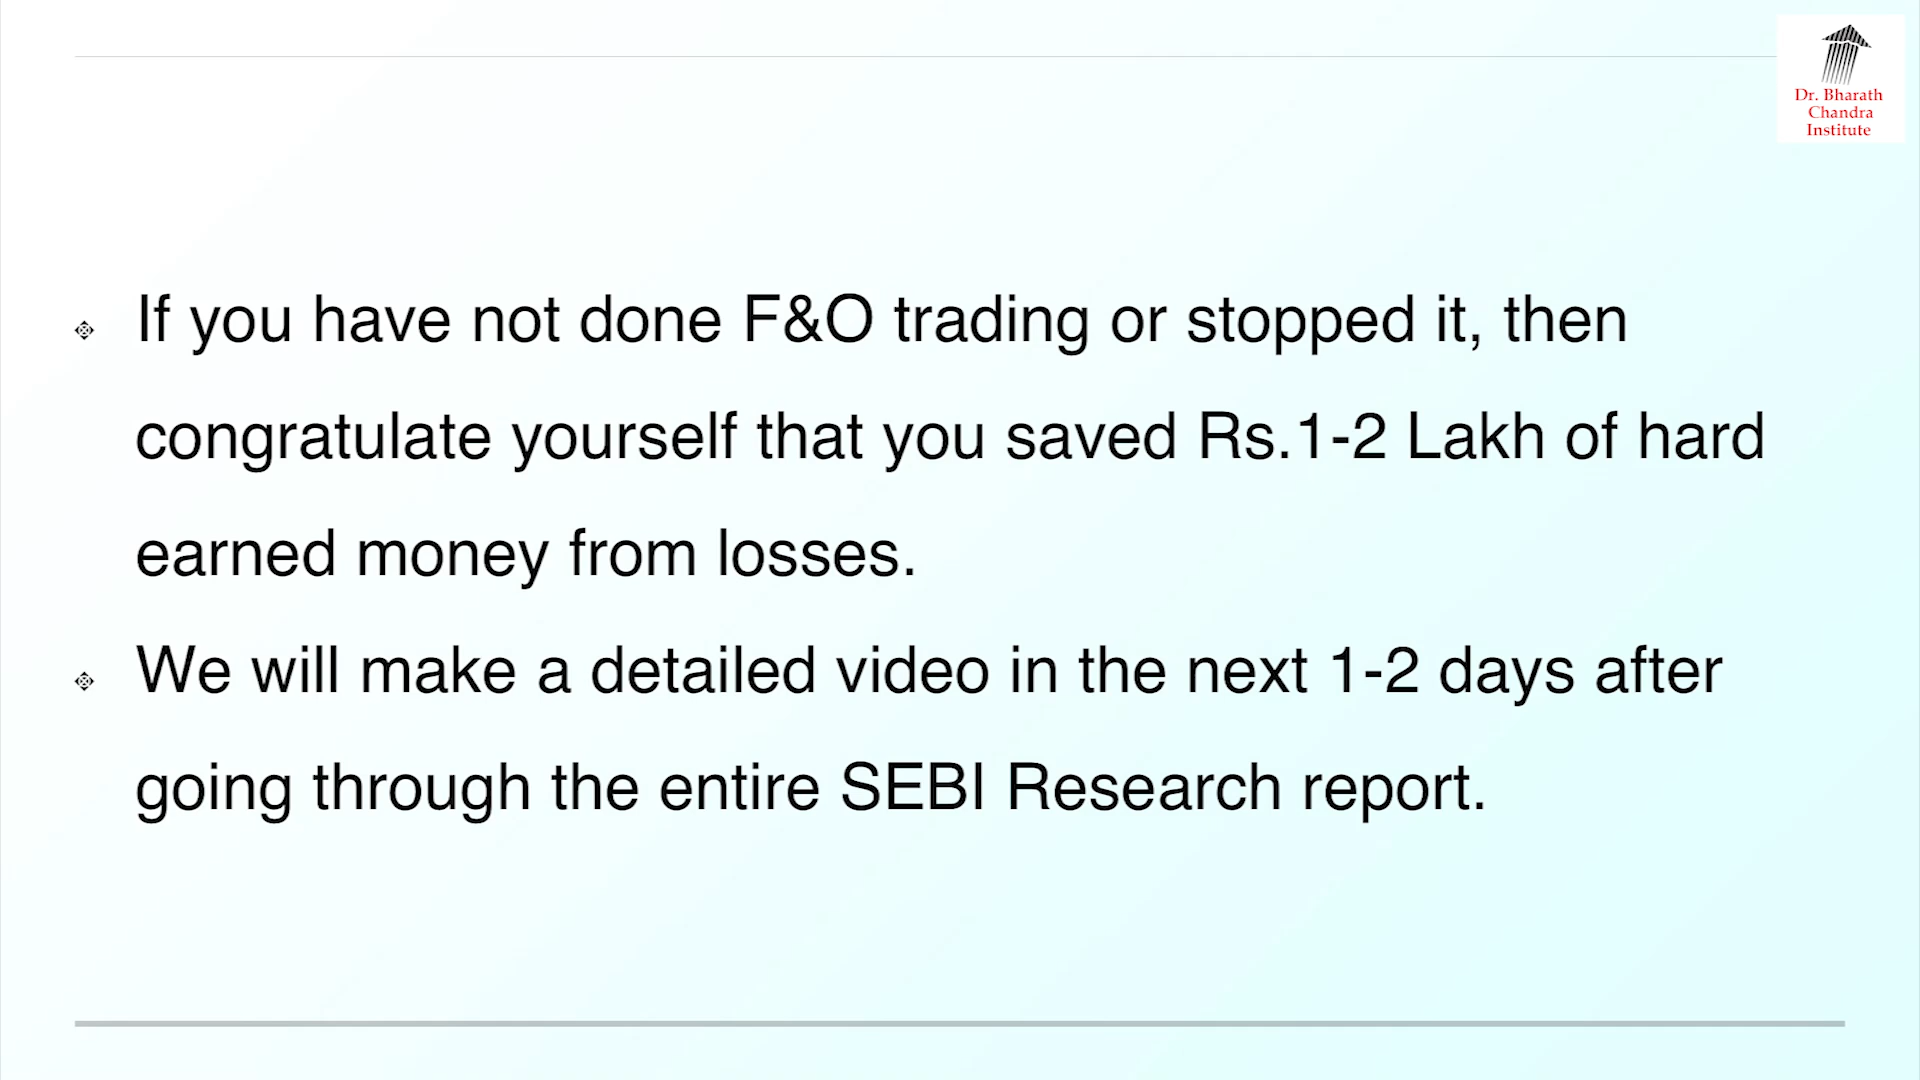 Dr. Bharath
Chandra
Institute
If you have not done F&O trading or stopped it, then
congratulate yourself that you saved Rs.1-2 Lakh of hard
earned money from losses.
We will make a detailed video in the next 1-2 days after
going through the entire SEBI Research report.